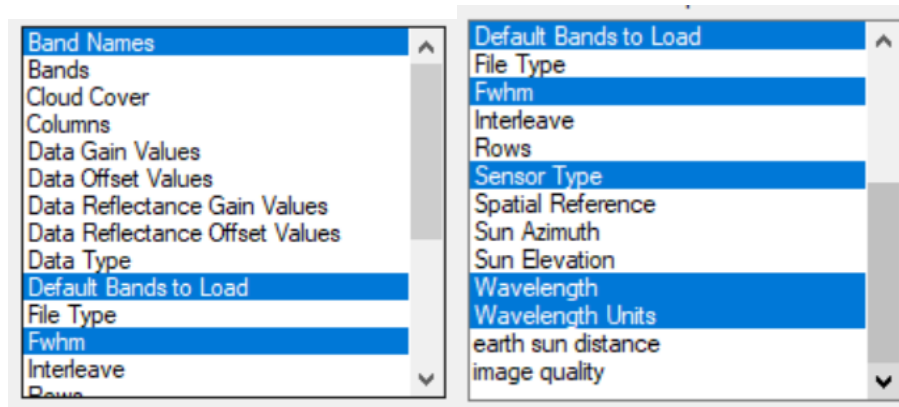 Band Names
Bands
Cloud Cover
Columns
Data Gain Values
Data Offset Values
Data Reflectance Gain Values
Data Reflectance Offset Values
Data Type
Default Bands to Load
File Type
Fwhm
Interleave
Rows
Default Bands to Load
File Type
Fwhm
Interleave
Rows
Sensor Type
Spatial Reference
Sun Azimuth
Sun Elevation
Wavelength
Wavelength Units
earth sun distance
image quality